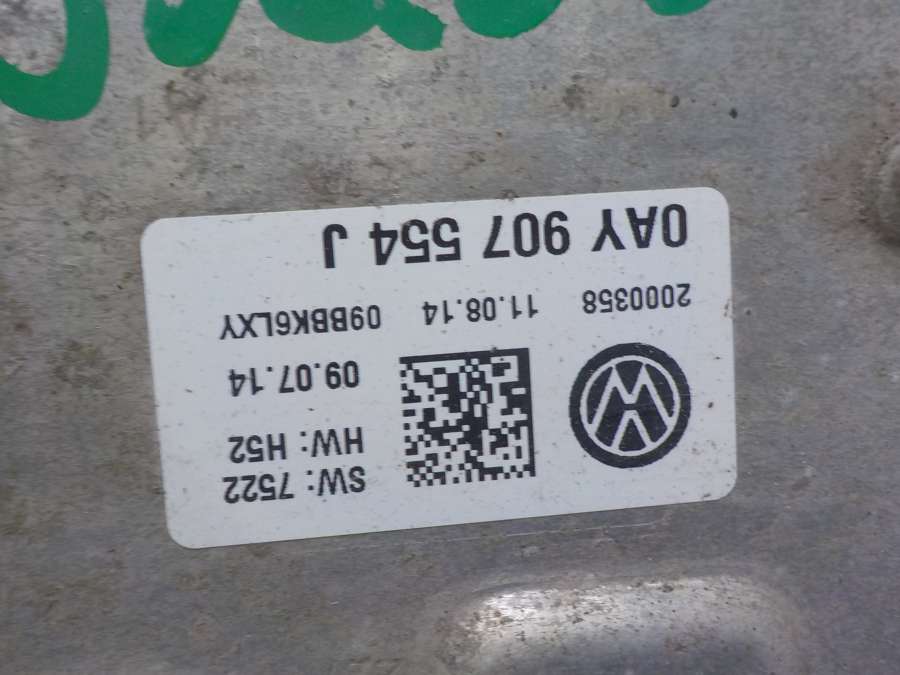 0AY 907 554 J
2000358 11.08.14 09BBK6LXY
09.07.14
HW: H52
SW: 7522